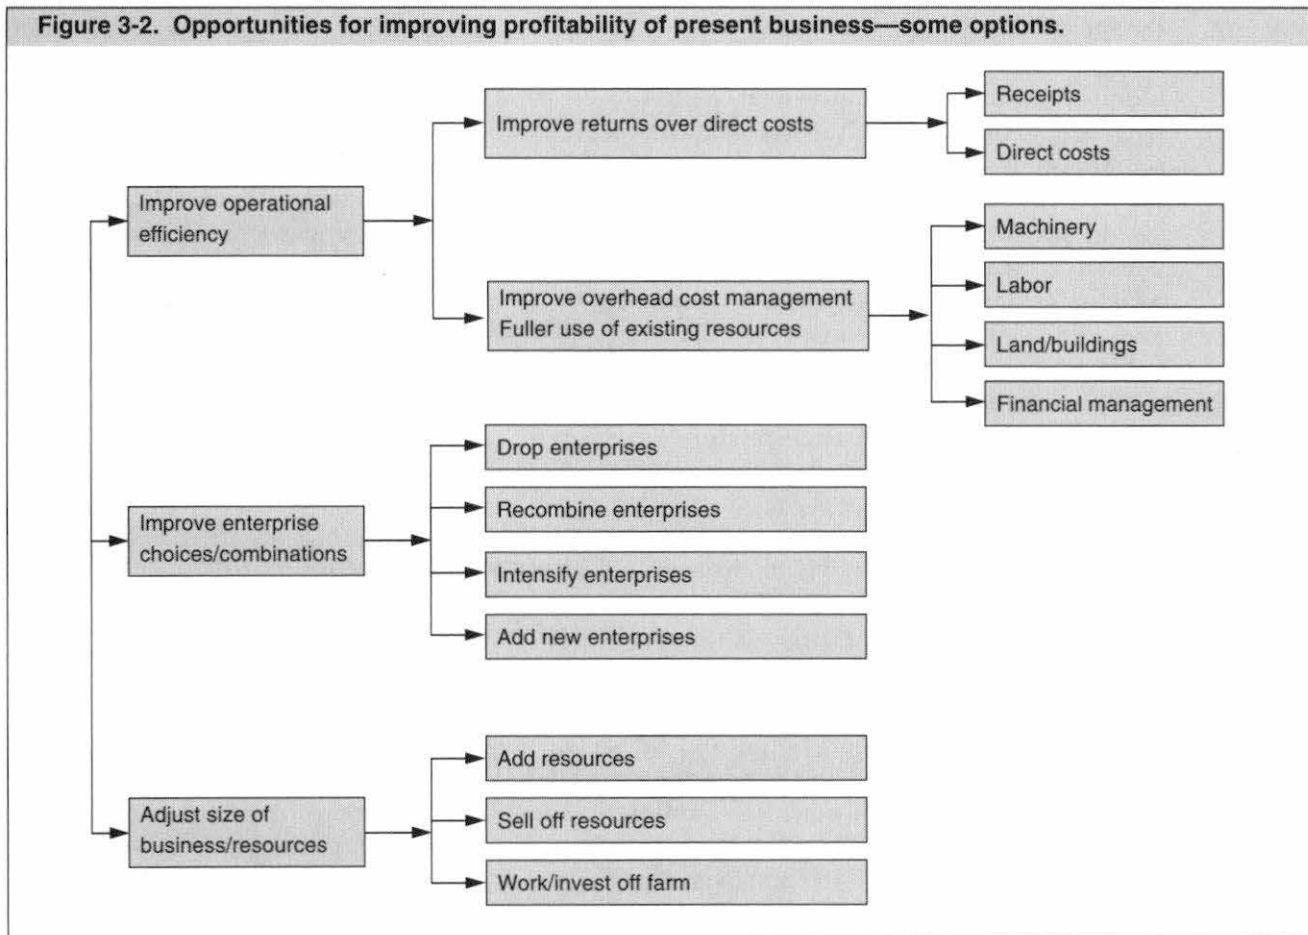 Figure 3-2. Opportunities for improving profitability of present business—some options.
Improve operational
efficiency
Improve returns over direct costs
Receipts
Direct costs
Improve overhead cost management
Fuller use of existing resources
Machinery
Labor
Land/buildings
Financial management
Improve enterprise
choices/combinations
Drop enterprises
Recombine enterprises
Intensify enterprises
Add new enterprises
Adjust size of
business/resources
Add resources
Sell off resources
Work/invest off farm